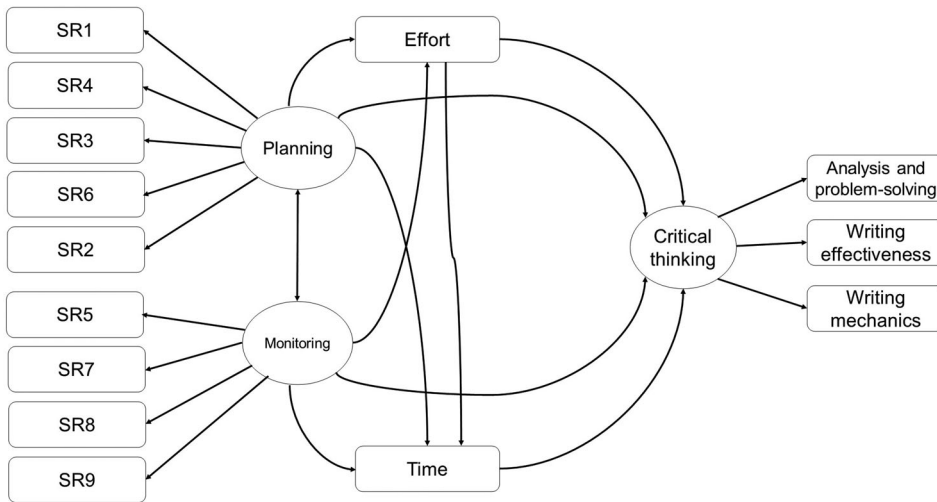 SR1
SR4
SR3
SR6
SR2
SR5
SR7
SR8
SR9
Planning
Monitoring
Effort
Time
Critical
thinking
Analysis and
problem-solving
Writing
effectiveness
Writing
mechanics